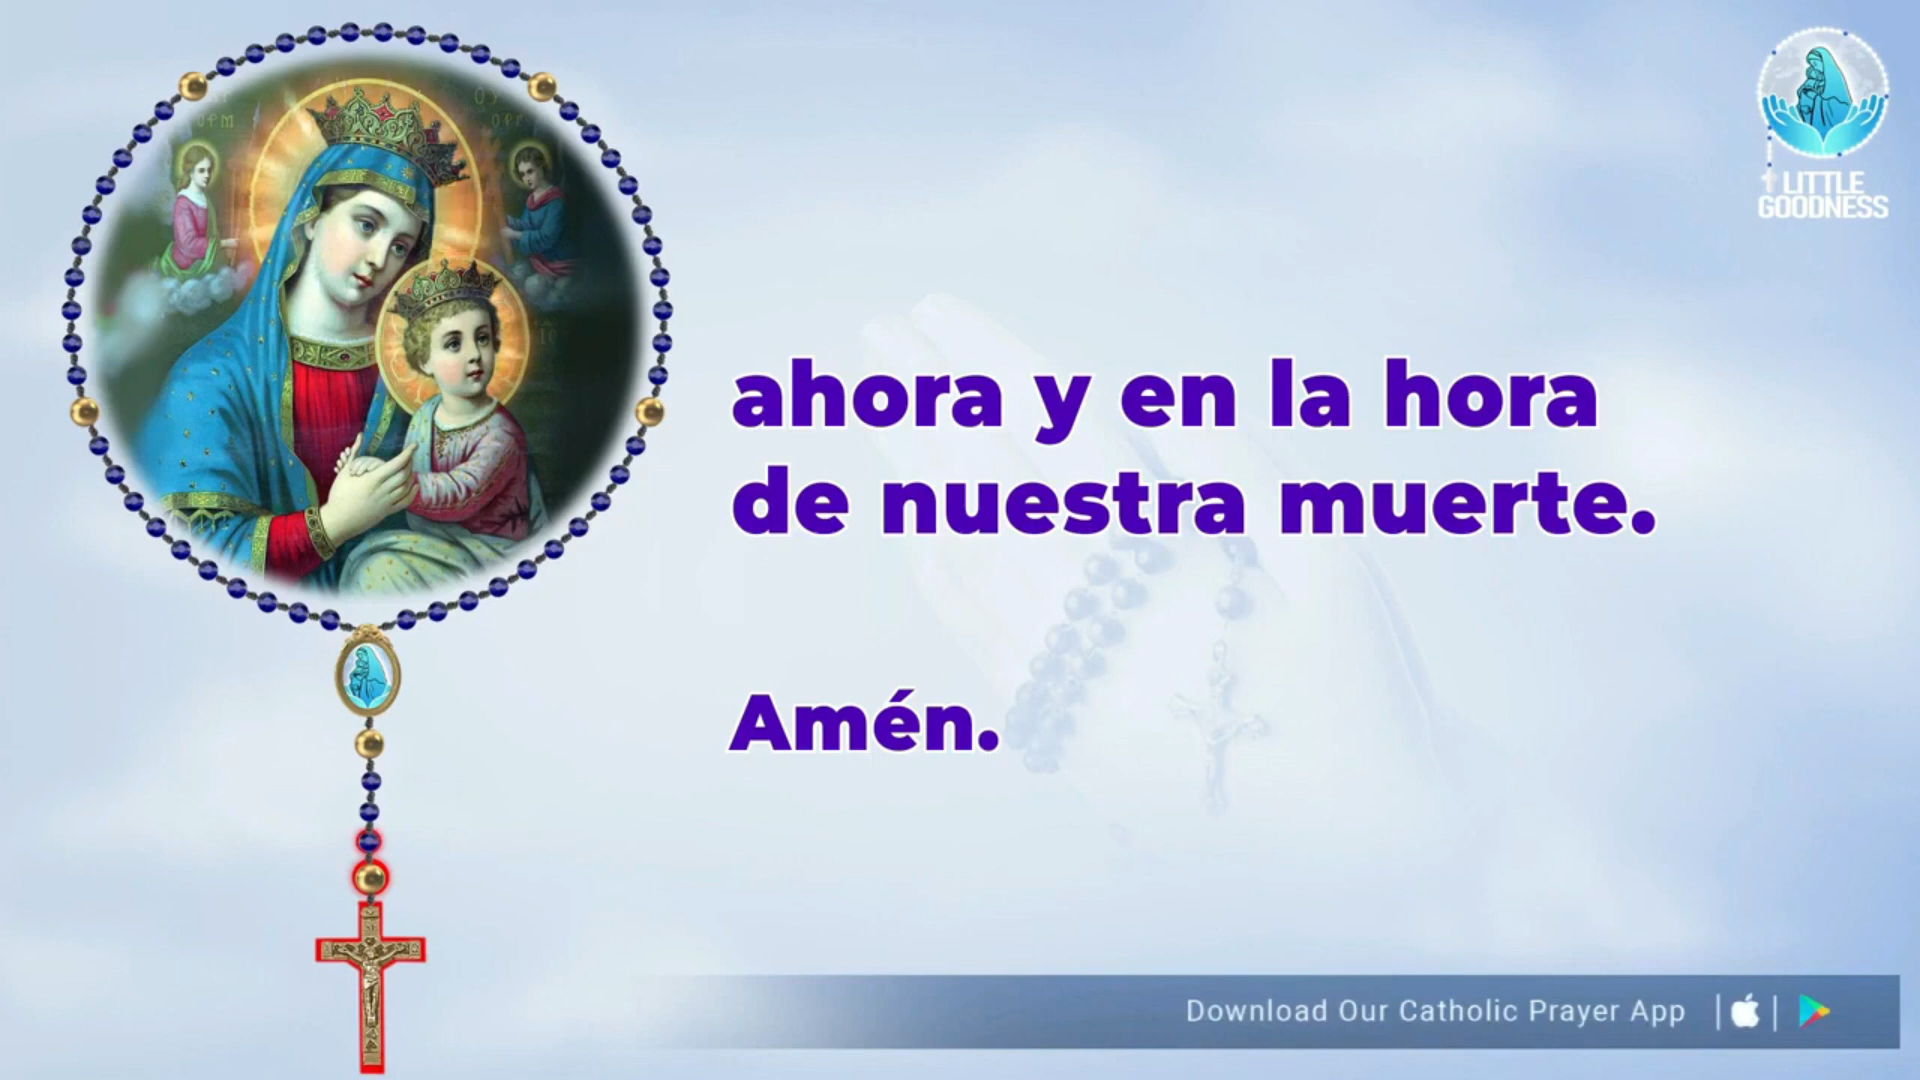 LITTLE
GOODNESS
ahora y en la hora
de nuestra muerte.
Amén.
Download Our Catholic Prayer App